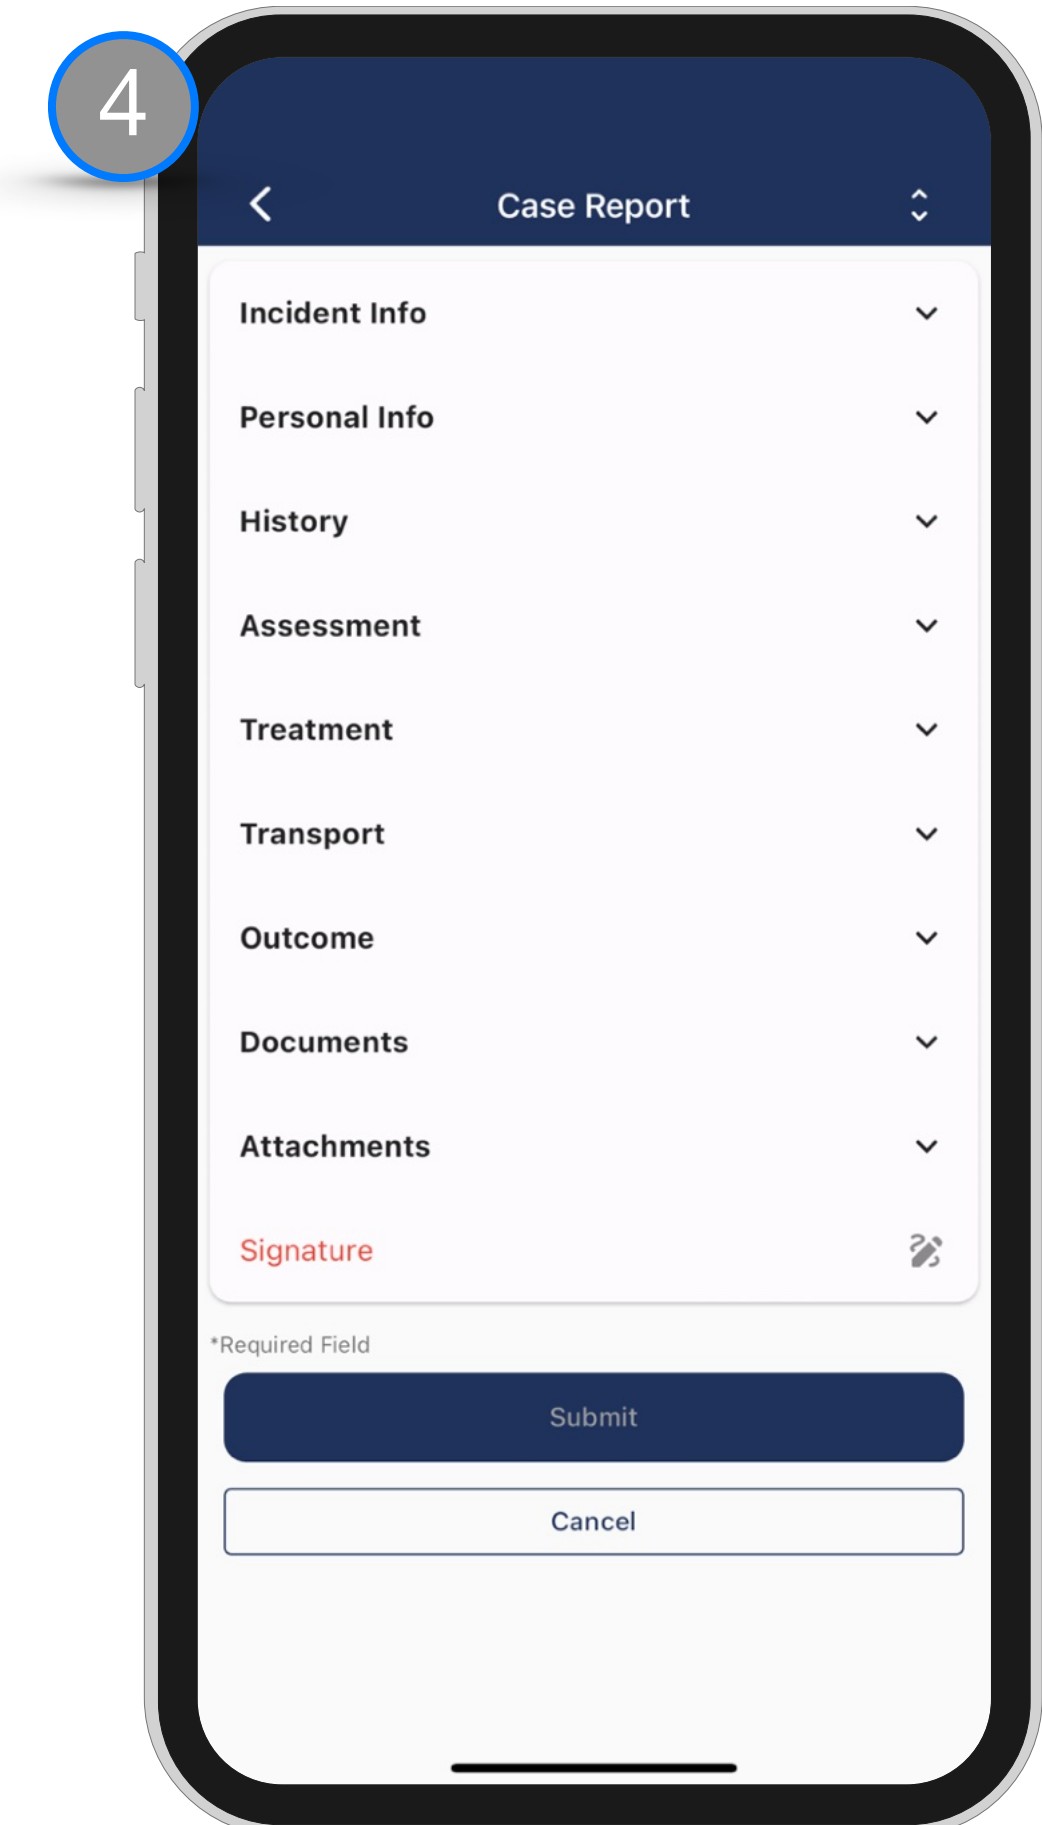 4
Case Report
Incident Info
Personal Info
History
Assessment
Treatment
Transport
Outcome
Documents
Attachments
Signature
*Required Field
Submit
Cancel